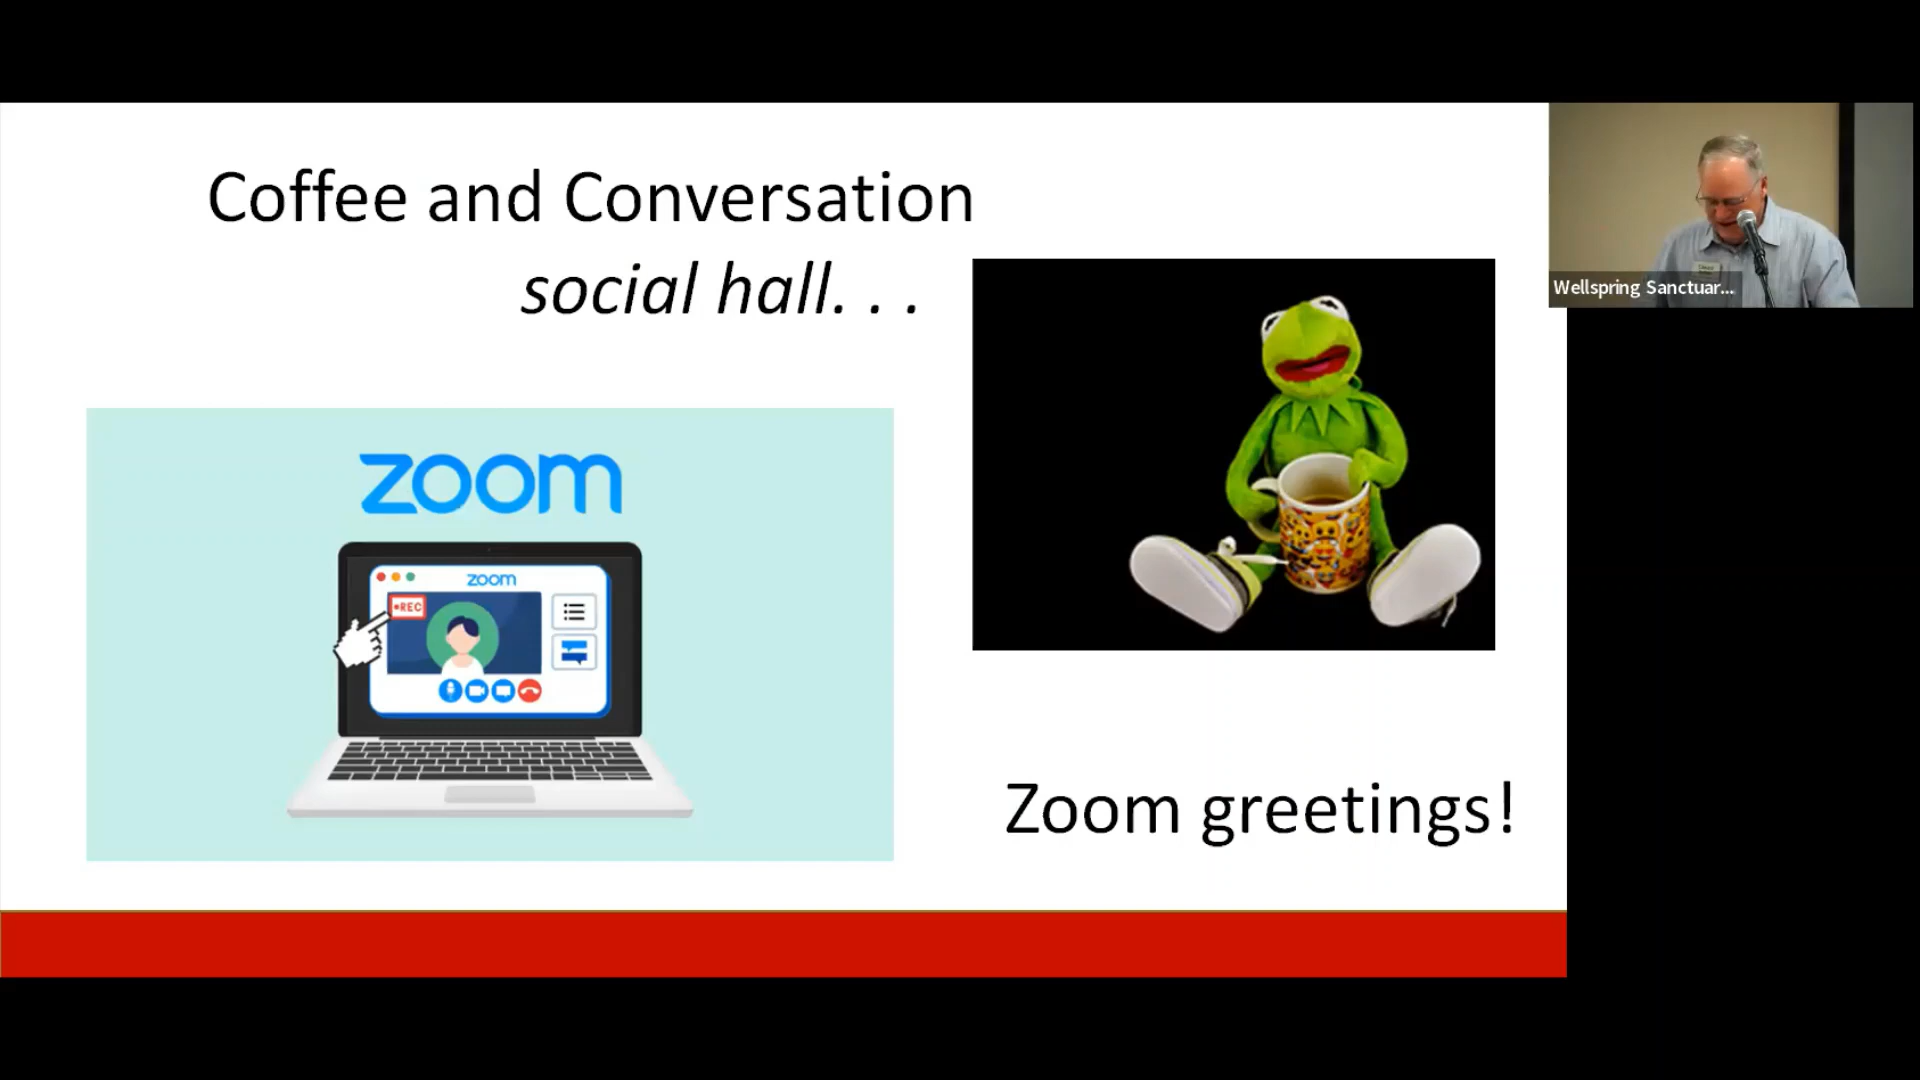 Coffee and Conversation
social hall. . .
Wellspring Sanctuar...
zoom
zoom
REC
Zoom greetings!